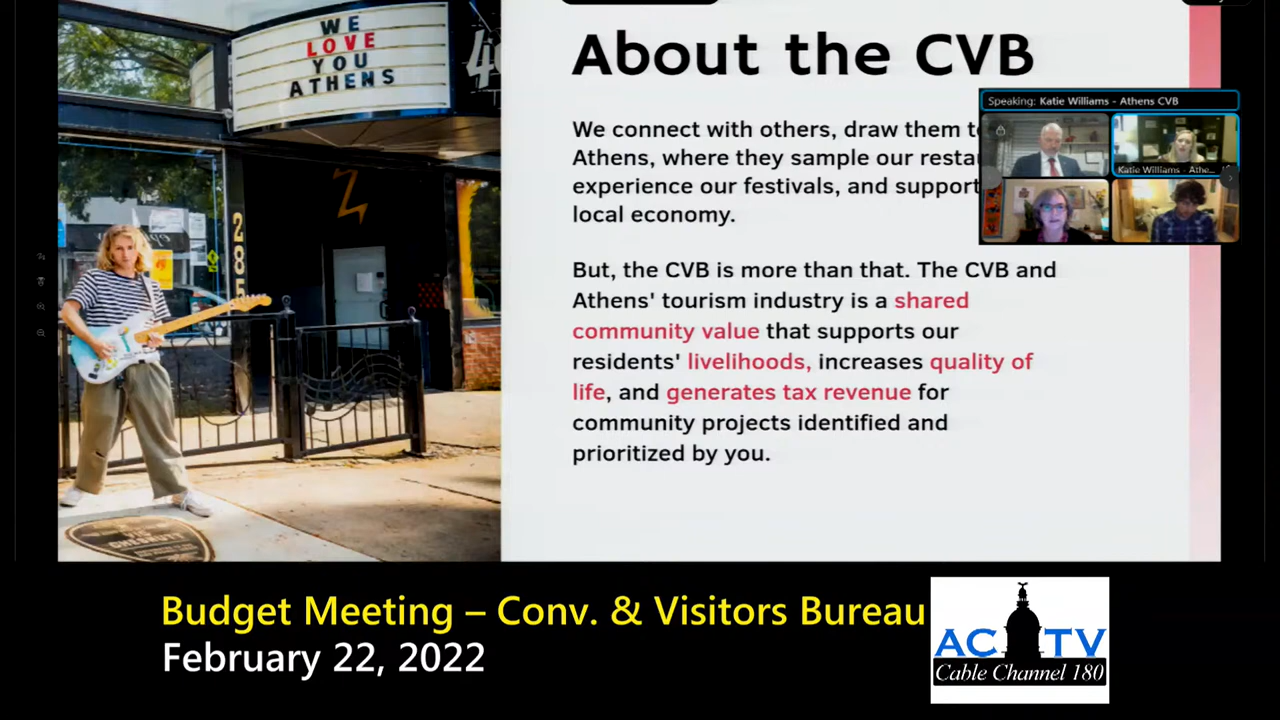 WE
LOVE
YOU
ATHENS
40
285
About the CVB
We connect with others, draw them to
Athens, where they sample our
experience our festivals, and support
local economy.
But, the CVB is more than that. The CVB and
Athens' tourism industry is a shared
community value that supports our
residents' livelihoods, increases quality of
life, and generates tax revenue for
community projects identified and
prioritized by you.
Speaking: Katie Williams - Athens CVB
Katie Williams - Athe...
Budget Meeting – Conv. & Visitors Bureau
February 22, 2022
ACTV
Cable Channel 180